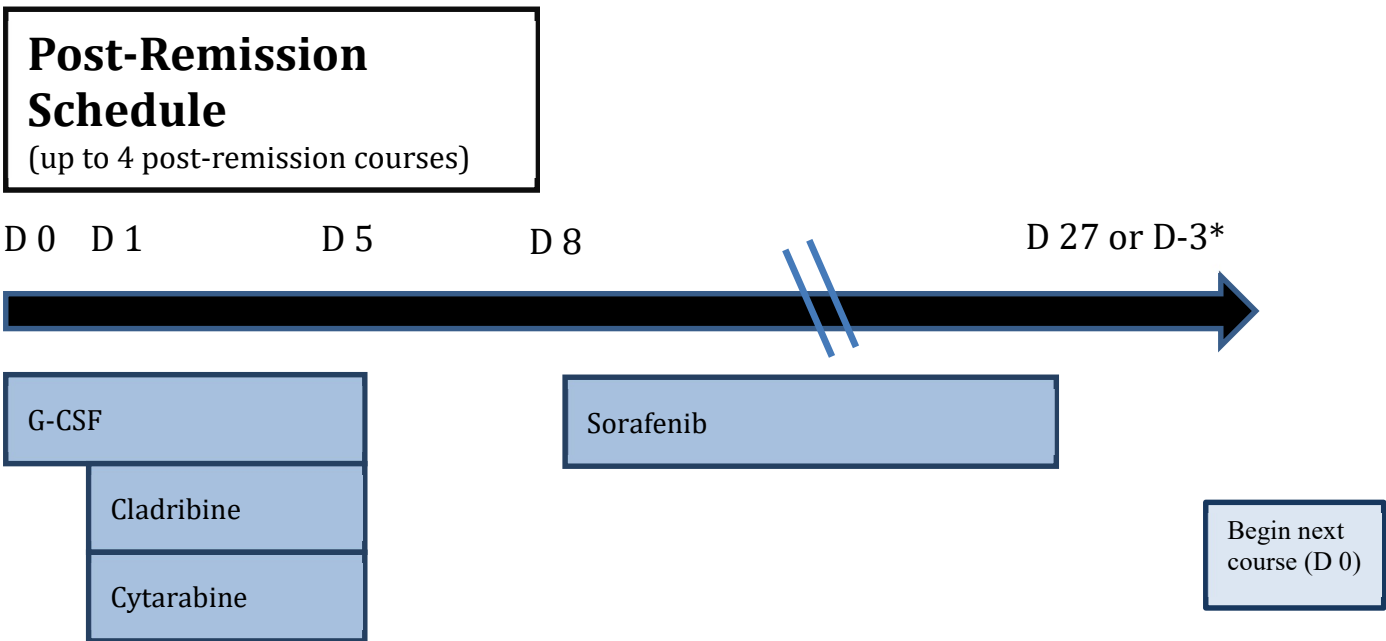 Post-Remission
Schedule
(up to 4 post-remission courses)
D 0 D 1 D 5 D 8 D 27 or D-3*
G-CSF
Sorafenib
Cladribine
Cytarabine
Begin next
course (D 0)